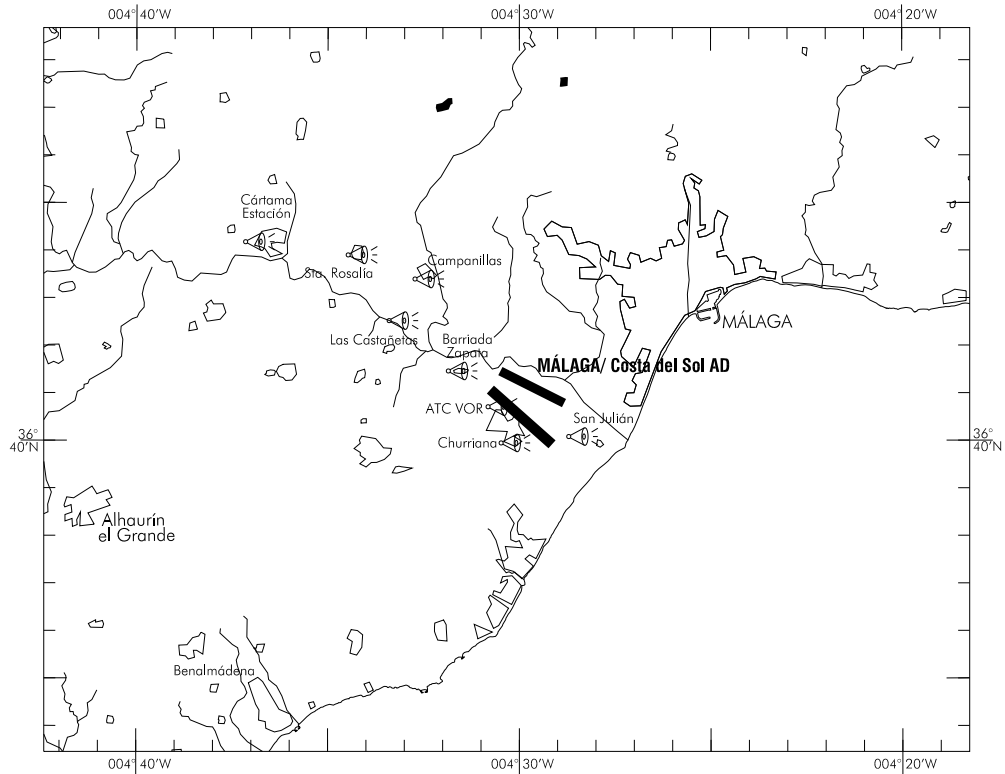 004°40'W
004°30'W
004°20'W
Cártama
Estación
Sta. Rosalía
Campanillas
Las Castañetas
Barriada
Zapata
MÁLAGA
MÁLAGA/ Costa del Sol AD
ATC VOR
San Julián
Churriana
36°
40'N
36°
40'N
Alhaurín
el Grande
Benalmádena
004°40'W
004°30'W
004°20'W